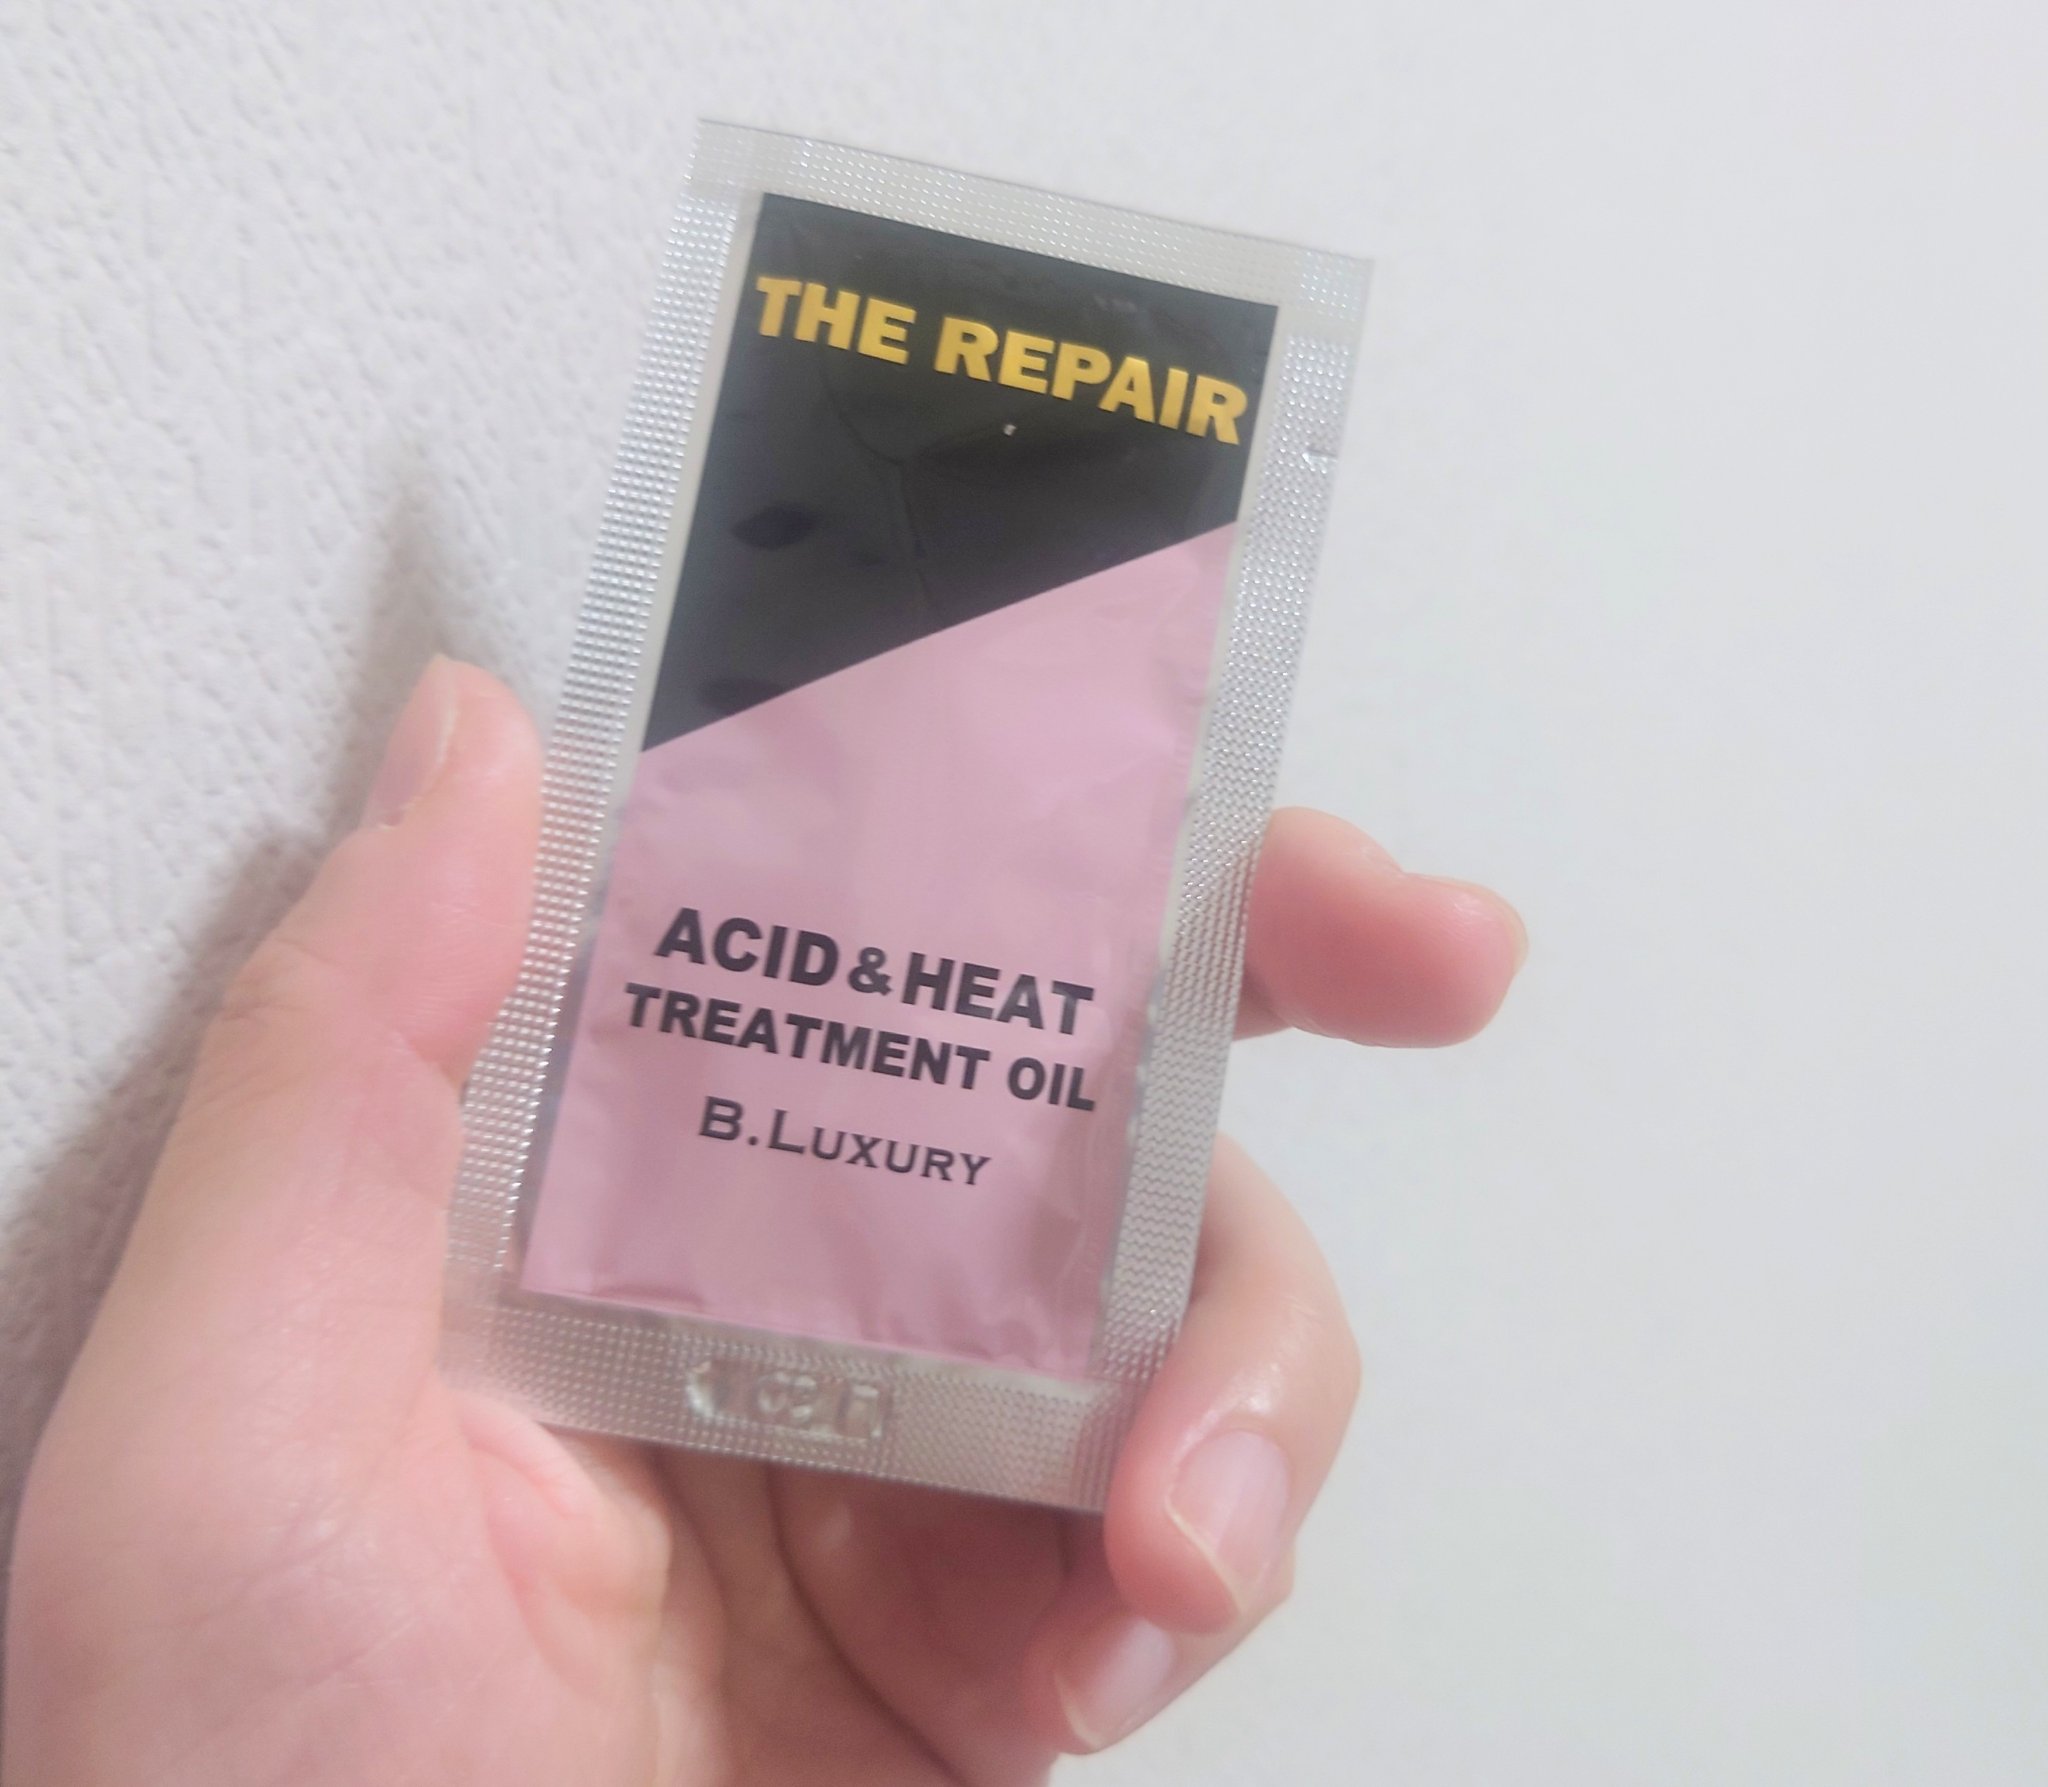 THE REPAIR
ACID & HEAT
TREATMENT OIL
B.LUXURY